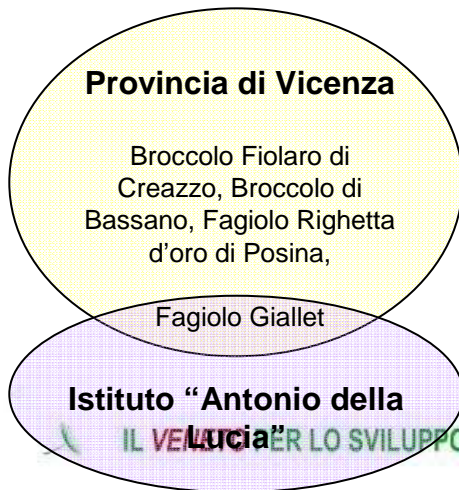 Provincia di Vicenza
Broccolo Fiolaro di
Creazzo, Broccolo di
Bassano, Fagiolo Righetta
d'oro di Posina,
Fagiolo Giallet
Istituto “Antonio della
Lucia”
IL VENETO PER LO SVILUPPO